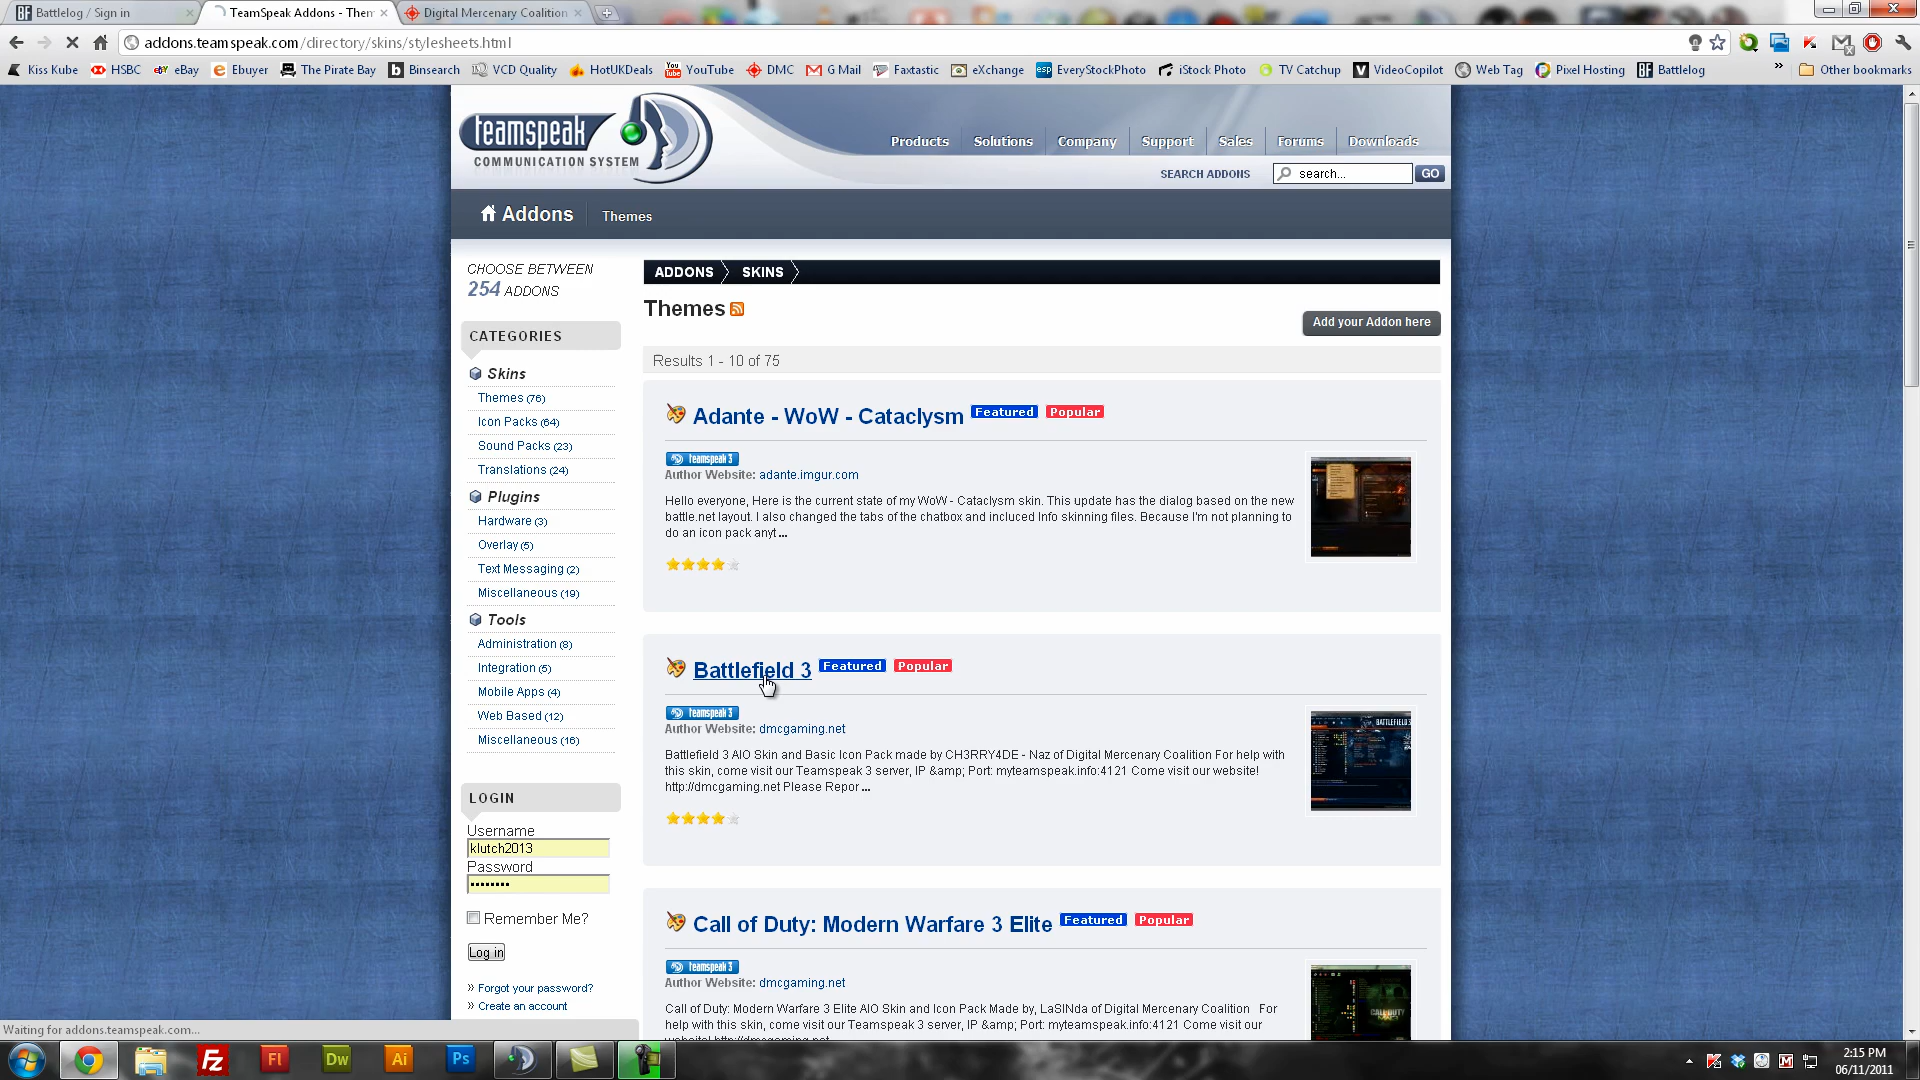 Battlelog / Sign in
TeamSpeak Addons - Them
Digital Mercenary Coalition
addons.teamspeak.com/directory/skins/stylesheets.html
Kiss Kube
HSBC
eBay
Ebuyer
The Pirate Bay
Binsearch
VCD Quality
HotUKDeals
YouTube
DMC
G Mail
Faxtastic
eXchange
EveryStockPhoto
iStock Photo
TV Catchup
VideoCopilot
Web Tag
Pixel Hosting
Battlelog
»
Other bookmarks
teamspeak
COMMUNICATION SYSTEM
Products
Solutions
Company
Support
Sales
Forums
Downloads
SEARCH ADDONS
search...
GO
Addons
Themes
CHOOSE BETWEEN
254 ADDONS
CATEGORIES
Skins
Themes (76)
Icon Packs (64)
Sound Packs (23)
Translations (24)
Plugins
Hardware (3)
Overlay (5)
Text Messaging (2)
Miscellaneous (19)
Tools
Administration (8)
Integration (5)
Mobile Apps (4)
Web Based (12)
Miscellaneous (16)
LOGIN
Username
klutch2013
Password
••••••••
Remember Me?
Log in
» Forgot your password?
» Create an account
ADDONS
SKINS
Themes
Add your Addon here
Results 1 - 10 of 75
Adante - WoW - Cataclysm Featured Popular
teamspeak 3
Author Website: adante.imgur.com
Hello everyone, Here is the current state of my WoW - Cataclysm skin. This update has the dialog based on the new
battle.net layout. I also changed the tabs of the chatbox and incluced Info skinning files. Because I'm not planning to
do an icon pack anyt ...
Battlefield 3 Featured Popular
teamspeak 3
Author Website: dmcgaming.net
Battlefield 3 AIO Skin and Basic Icon Pack made by CH3RRY4DE - Naz of Digital Mercenary Coalition For help with
this skin, come visit our Teamspeak 3 server, IP &amp; Port: myteamspeak.info:4121 Come visit our website!
http://dmcgaming.net Please Repor ...
BATTLEFIELD 3
Call of Duty: Modern Warfare 3 Elite Featured Popular
teamspeak 3
Author Website: dmcgaming.net
Call of Duty: Modern Warfare 3 Elite AIO Skin and Icon Pack Made by, LaSINda of Digital Mercenary Coalition For
help with this skin, come visit our Teamspeak 3 server, IP &amp; Port: myteamspeak.info:4121 Come visit our
website! http://dmcgaming.net
CALL OF DUTY
Waiting for addons.teamspeak.com...
Fz
Fl
Dw
Ai
Ps
2:15 PM
06/11/2011